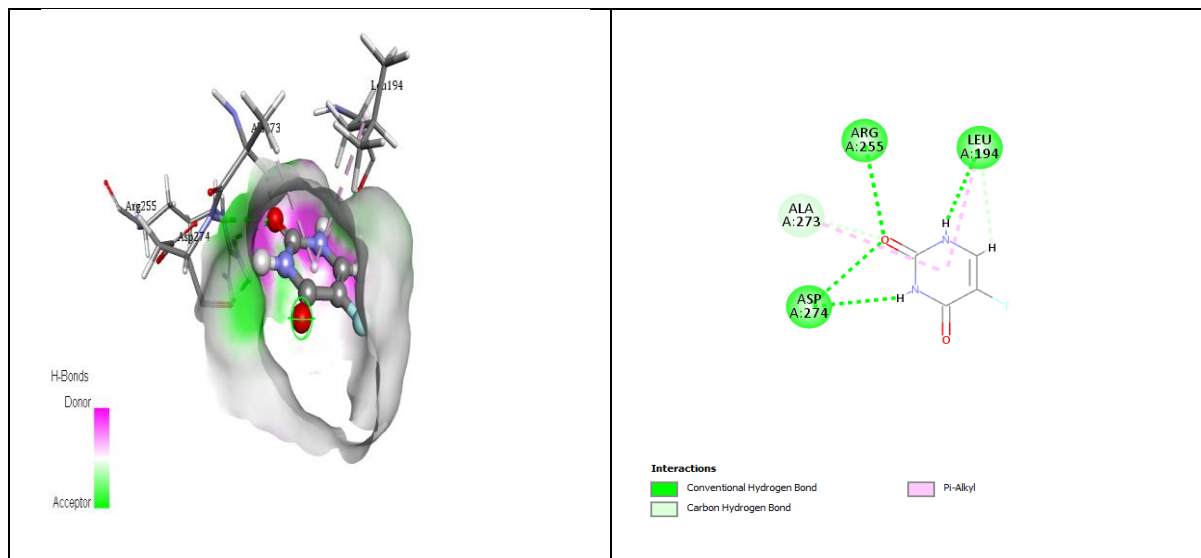 Leu194
Ala273
Arg255
Asp274
H-Bonds
Donor
Acceptor
ARG
A:255
LEU
A:194
ALA
A:273
ASP
A:274
H
N
H
O
H
N
F
O
Interactions
Conventional Hydrogen Bond
Carbon Hydrogen Bond
Pi-Alkyl